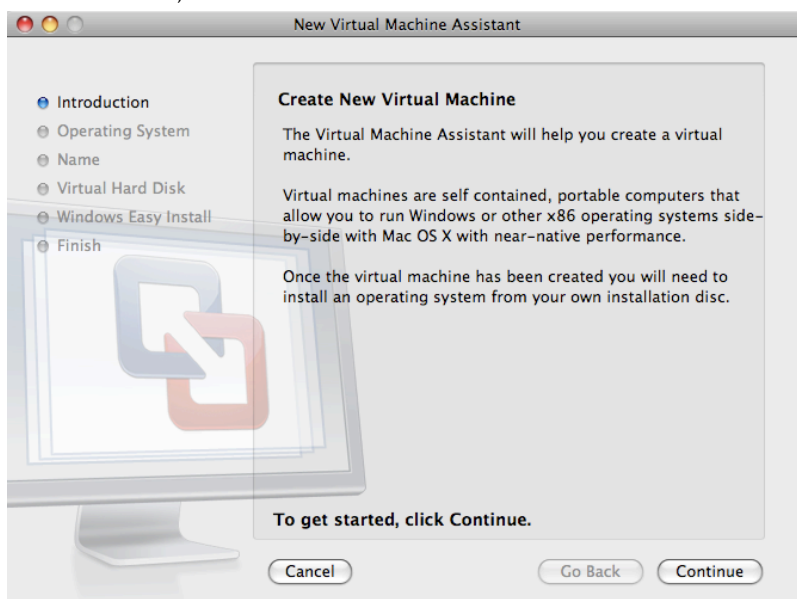 New Virtual Machine Assistant
Introduction
Operating System
Name
Virtual Hard Disk
Windows Easy Install
Finish
Create New Virtual Machine
The Virtual Machine Assistant will help you create a virtual
machine.
Virtual machines are self contained, portable computers that
allow you to run Windows or other x86 operating systems side-
by-side with Mac OS X with near-native performance.
Once the virtual machine has been created you will need to
install an operating system from your own installation disc.
To get started, click Continue.
Cancel
Go Back
Continue